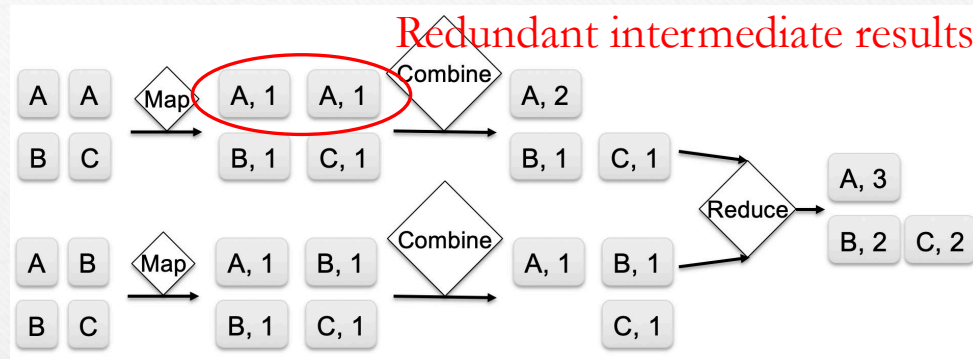 Redundant intermediate results
A A
Map
A, 1 A, 1
Combine
A, 2
B C
B, 1 C, 1
B, 1 C, 1
A, 3
Reduce
B, 2 C, 2
A B
Map
A, 1 B, 1
Combine
A, 1 B, 1
B C
B, 1 C, 1
C, 1